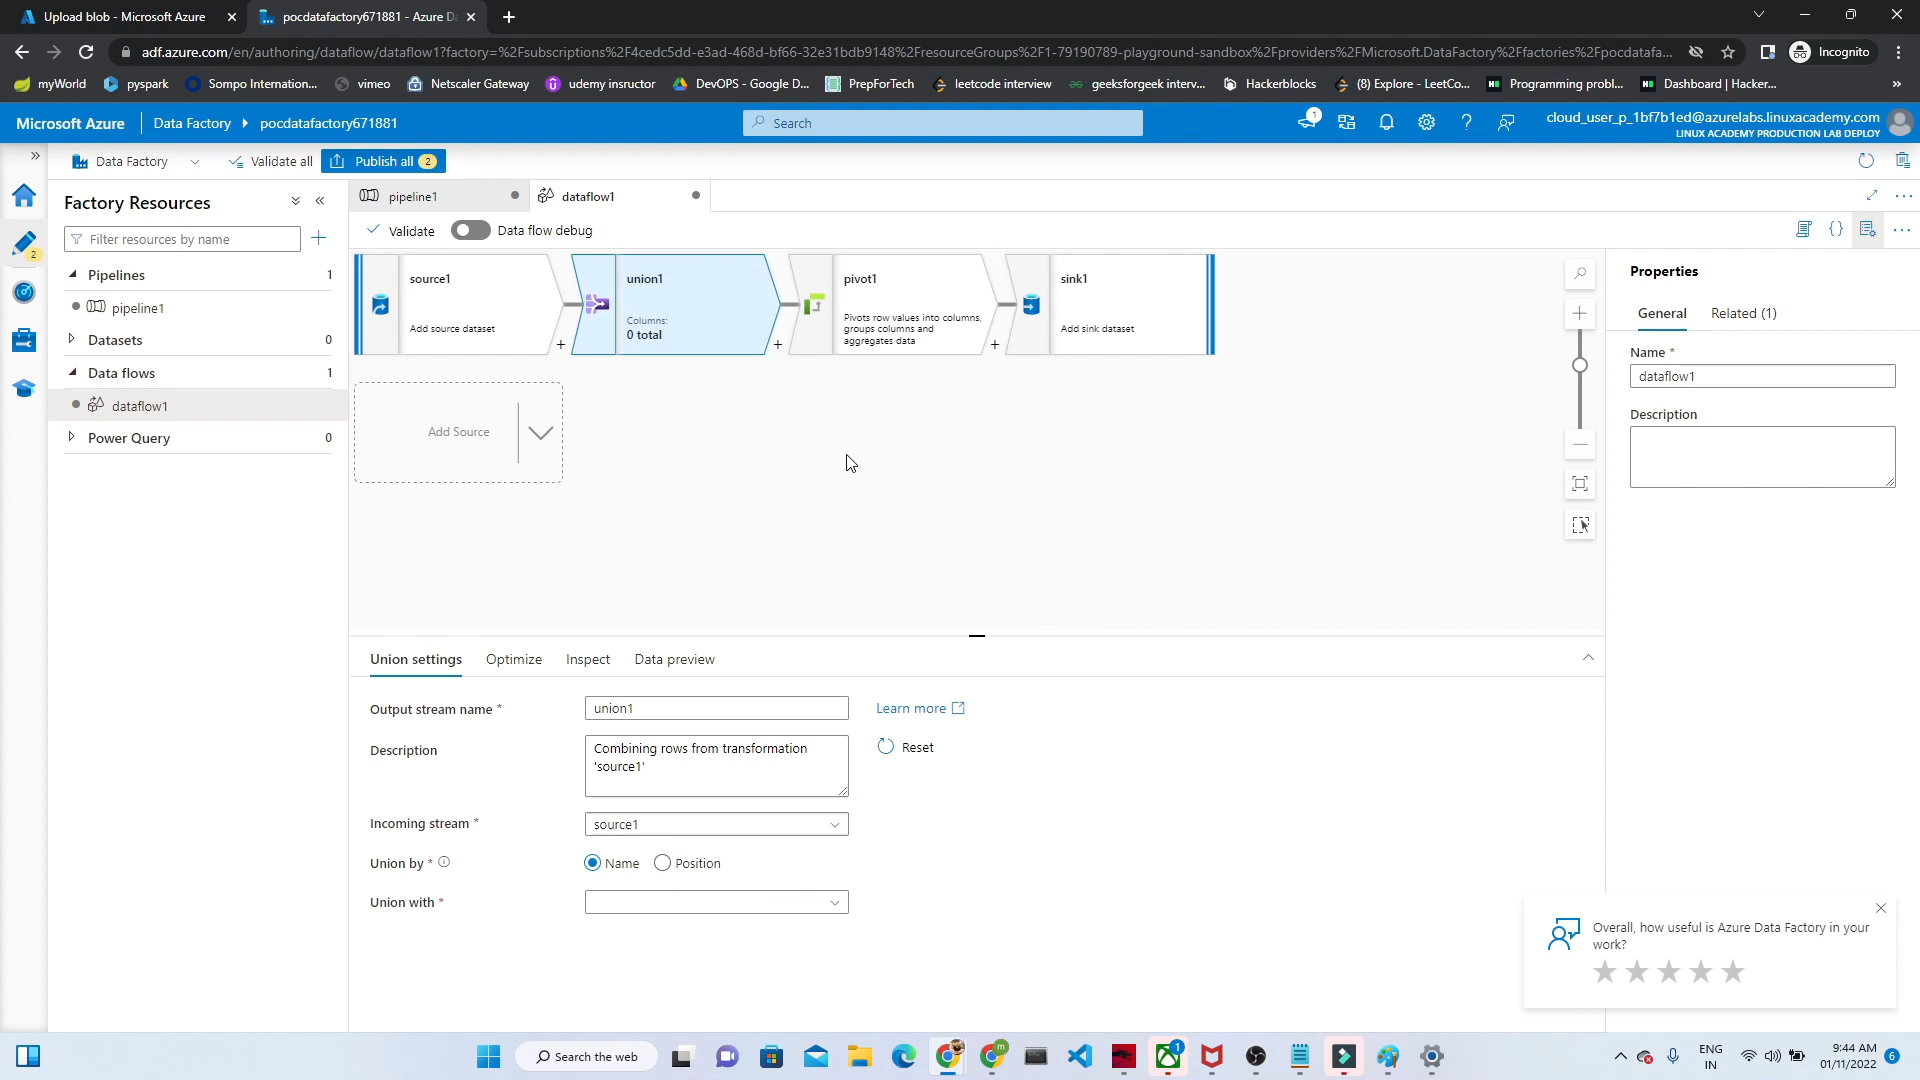 Upload blob - Microsoft Azure
pocdatafactory671881 - Azure Da
adf.azure.com/en/authoring/dataflow/dataflow1?factory=%2Fsubscriptions%2F4cedc5dd-e3ad-468d-bf66-32e31bdb9148%2FresourceGroups%2F1-79190789-playground-sandbox%2Fproviders%2FMicrosoft.DataFactory%2Ffactories%2Fpocdatafa...
Incognito
myWorld
pyspark
Sompo Internation...
vimeo
Netscaler Gateway
udemy insructor
DevOPS - Google D...
PrepForTech
leetcode interview
geeksforgeek interv...
Hackerblocks
(8) Explore - LeetCo...
Programming probl...
Dashboard | Hacker...
»
Microsoft Azure
Data Factory
pocdatafactory671881
Search
1
cloud_user_p_1bf7b1ed@azurelabs.linuxacademy.com
LINUX ACADEMY PRODUCTION LAB DEPLOY
Data Factory
Validate all
Publish all 2
Factory Resources
Filter resources by name
2
Pipelines 1
pipeline1
Datasets 0
Data flows 1
dataflow1
Power Query 0
pipeline1
dataflow1
Validate
Data flow debug
source1
Add source dataset
union1
Columns:
0 total
pivot1
Pivots row values into columns,
groups columns and
aggregates data
sink1
Add sink dataset
Add Source
Properties
General
Related (1)
Name *
dataflow1
Description
Union settings
Optimize
Inspect
Data preview
Output stream name *
union1
Learn more
Description
Combining rows from transformation
'source1'
Reset
Incoming stream *
source1
Union by *
Name
Position
Union with *
Overall, how useful is Azure Data Factory in your
work?
Search the web
1
ENG
IN
9:44 AM
01/11/2022
6